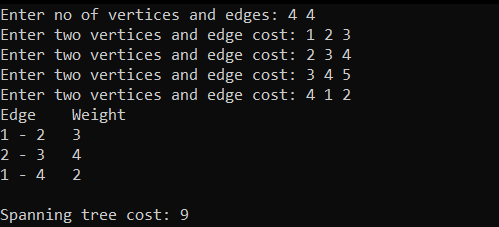 Enter no of vertices and edges: 4 4
Enter two vertices and edge cost: 1 2 3
Enter two vertices and edge cost: 2 3 4
Enter two vertices and edge cost: 3 4 5
Enter two vertices and edge cost: 4 1 2
Edge    Weight
1 - 2   3
2 - 3   4
1 - 4   2

Spanning tree cost: 9